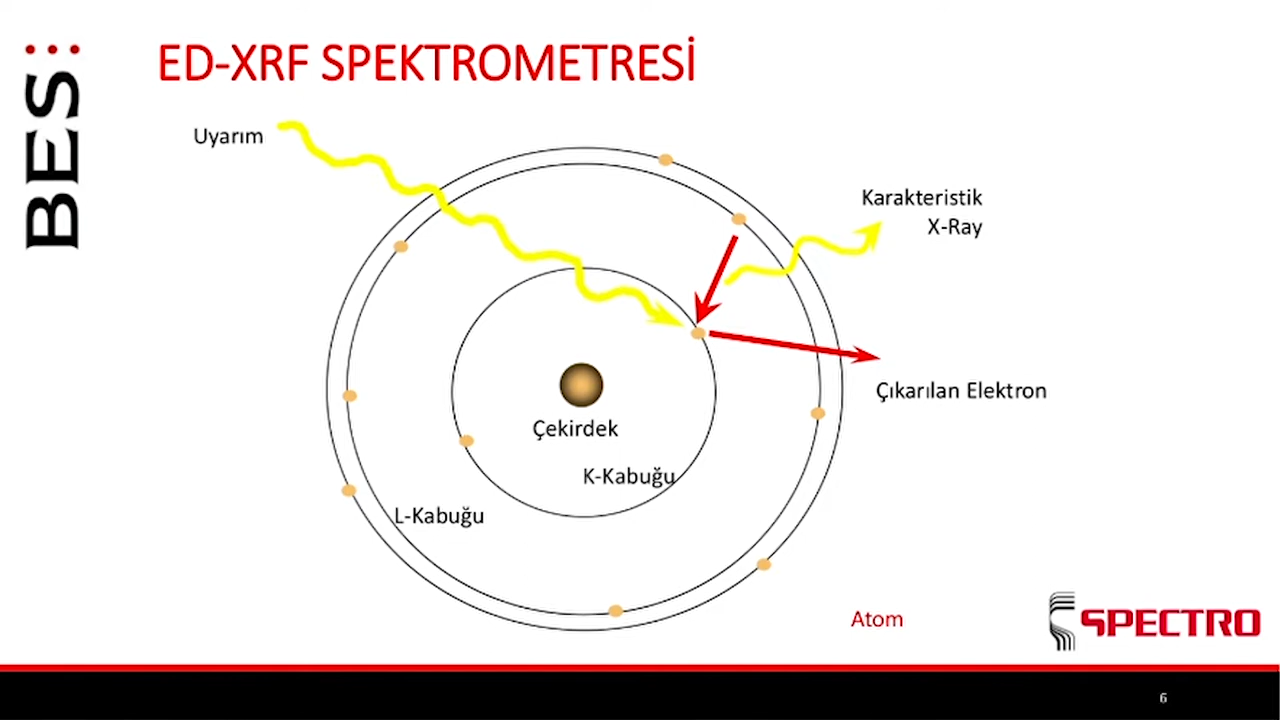 BES
ED-XRF SPEKTROMETRESİ
Uyarım
Karakteristik
X-Ray
Çıkarılan Elektron
Çekirdek
K-Kabuğu
L-Kabuğu
Atom
SPECTRO
6